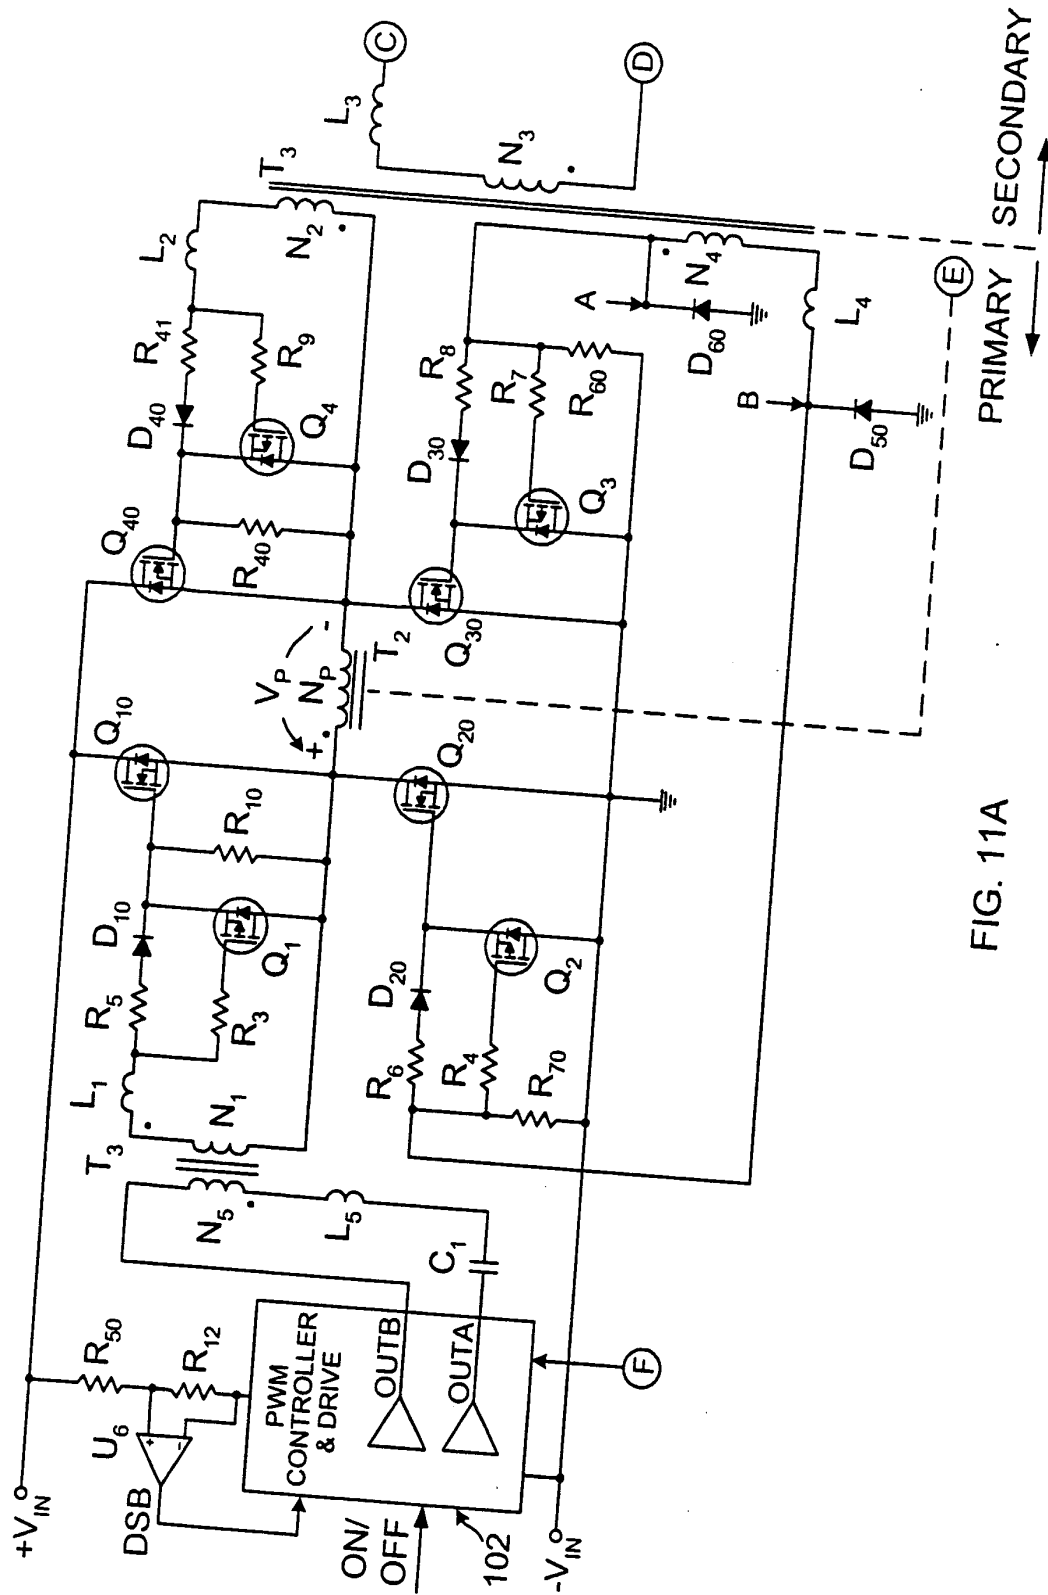 +V_IN
DSB
U_6
R_50
R_12
PWM
CONTROLLER
& DRIVE
OUTB
OUTA
ON/
OFF
102
-V_IN
F
C_1
L_5
N_5
T_3
N_1
L_1
R_5
D_10
R_3
Q_1
R_10
Q_10
R_6
D_20
R_4
R_70
Q_2
Q_20
V_P
+
-
N_P
T_2
Q_40
R_40
D_40
R_41
Q_4
R_9
L_2
N_2
T_3
Q_30
D_30
R_8
R_7
Q_3
R_60
A
D_60
N_4
B
D_50
L_4
L_3
N_3
C
D
E
PRIMARY
SECONDARY
FIG. 11A